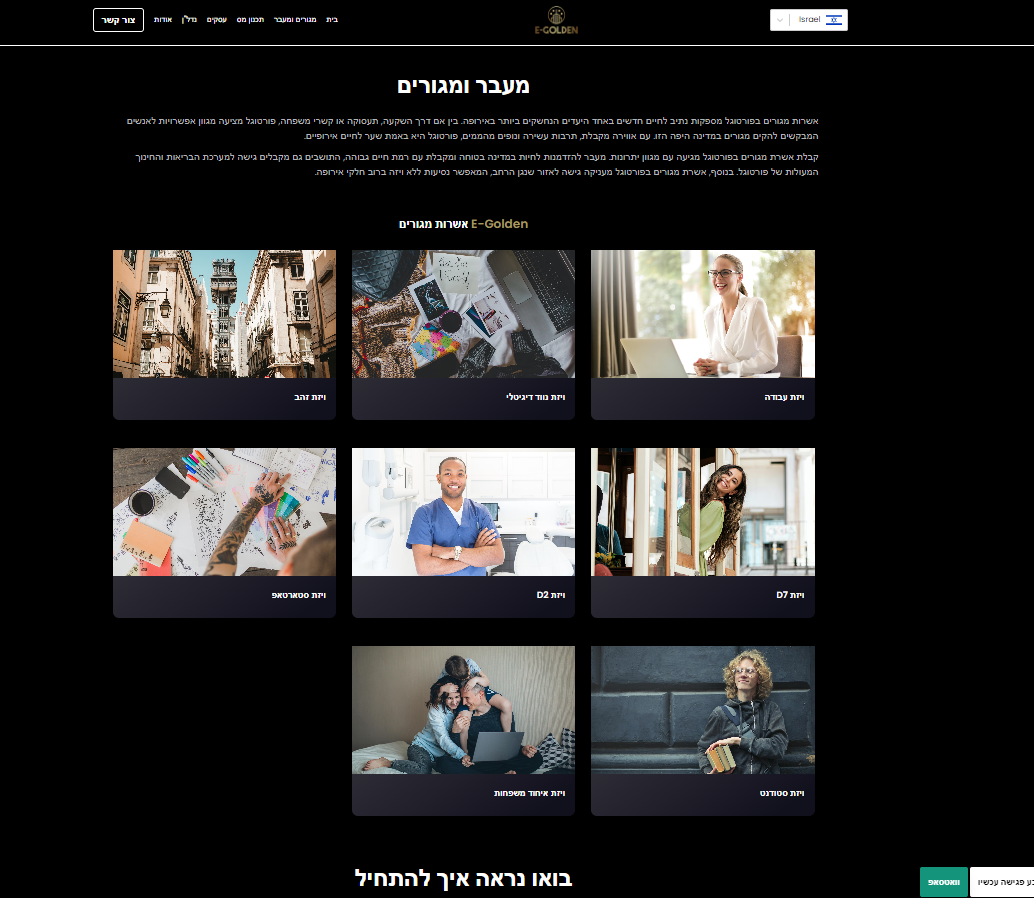 Israel
E-GOLDEN
בית
מגורים ומעבר
תכנון מס
עסקים
נדל"ן
אודות
צור קשר
מעבר ומגורים
אשרות מגורים בפורטוגל מספקות נתיב לחיים חדשים באחד היעדים הנחשקים ביותר באירופה. בין אם דרך השקעה, תעסוקה או קשרי משפחה, פורטוגל מציעה מגוון אפשרויות לאנשים
המבקשים להקים מגורים במדינה היפה הזו. עם אווירה מקבלת, תרבות עשירה ונופים מהממים, פורטוגל היא באמת שער לחיים אירופיים.
קבלת אשרת מגורים בפורטוגל מגיעה עם מגוון יתרונות. מעבר להזדמנות לחיות במדינה בטוחה ומקבלת עם רמת חיים גבוהה, התושבים גם מקבלים גישה למערכת הבריאות והחינוך
המעולות של פורטוגל. בנוסף, אשרת מגורים בפורטוגל מעניקה גישה לאזור שנגן הרחב, המאפשר נסיעות ללא ויזה ברוב חלקי אירופה.
E-Golden אשרות מגורים
ויזת עבודה
ויזת נווד דיגיטלי
ויזת זהב
ויזת D7
ויזת D2
ויזת סטארטאפ
ויזת סטודנט
ויזת איחוד משפחות
בואו נראה איך להתחיל
פגישה עכשיו
וואטסאפ